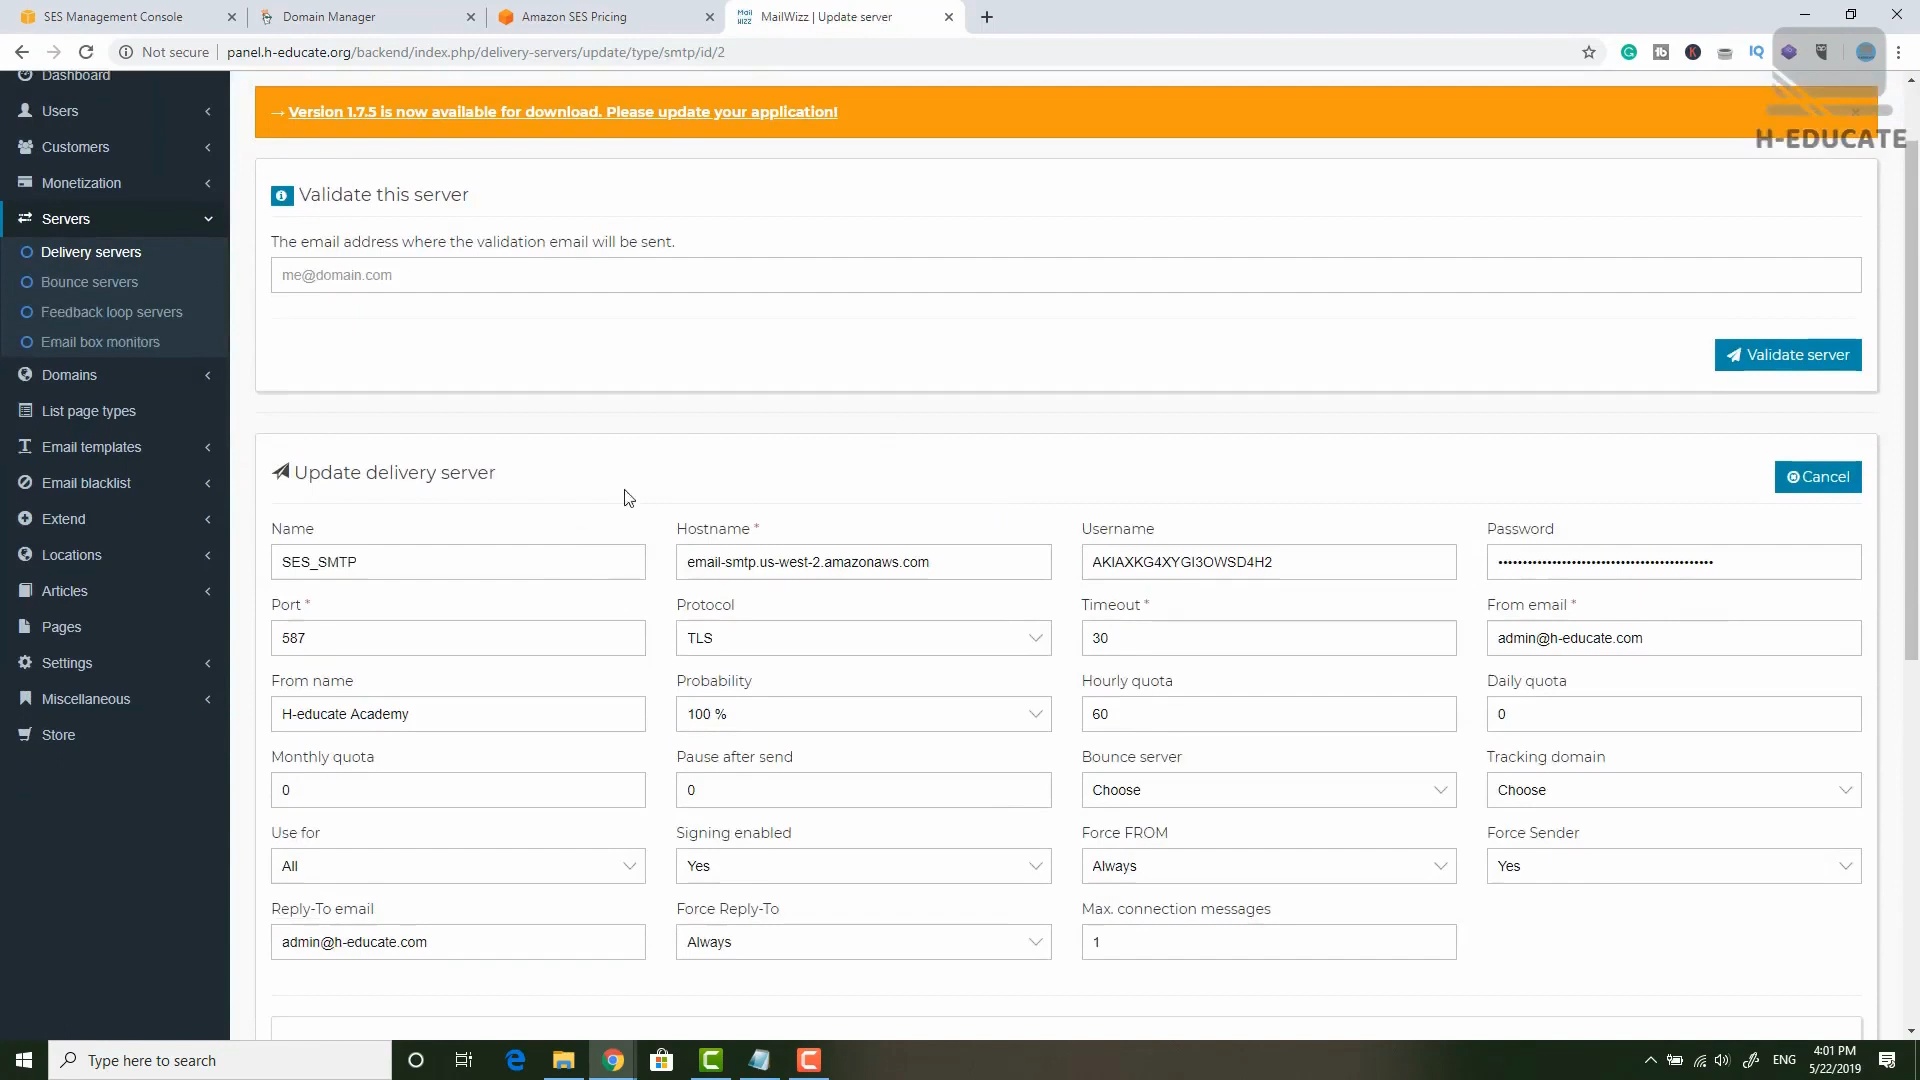 SES Management Console
Domain Manager
Amazon SES Pricing
MailWizz | Update server
Not secure
panel.h-educate.org/backend/index.php/delivery-servers/update/type/smtp/id/2
H-EDUCATE
Dashboard
Users
Customers
Monetization
Servers
Delivery servers
Bounce servers
Feedback loop servers
Email box monitors
Domains
List page types
Email templates
Email blacklist
Extend
Locations
Articles
Pages
Settings
Miscellaneous
Store
→ Version 1.7.5 is now available for download. Please update your application!
Validate this server
The email address where the validation email will be sent.
me@domain.com
Validate server
Update delivery server
Cancel
Name Hostname * Username Password
SES_SMTP email-smtp.us-west-2.amazonaws.com AKIAXKG4XYGI3OWSD4H2 ••••••••••••••••••••••••••••••••••••••••••••
Port * Protocol Timeout * From email *
587 TLS 30 admin@h-educate.com
From name Probability Hourly quota Daily quota
H-educate Academy 100 % 60 0
Monthly quota Pause after send Bounce server Tracking domain
0 0 Choose Choose
Use for Signing enabled Force FROM Force Sender
All Yes Always Yes
Reply-To email Force Reply-To Max. connection messages
admin@h-educate.com Always 1
Type here to search
ENG
4:01 PM
5/22/2019